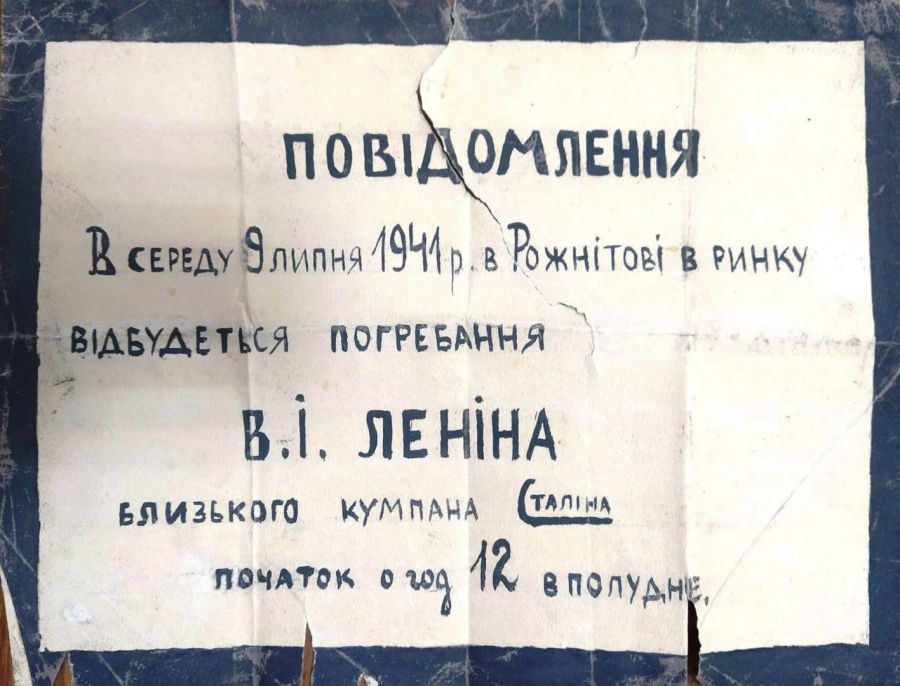 ПОВІДОМЛЕННЯ
В СЕРЕДУ 9 ЛИПНЯ 1941 р. в РОЖНІТОВІ В РИНКУ
ВІДБУДЕТЬСЯ ПОГРЕБАННЯ
В.І. ЛЕНІНА
БЛИЗЬКОГО КУМПАНА СТАЛІНА
ПОЧАТОК О год 12 В ПОЛУДНЕ.